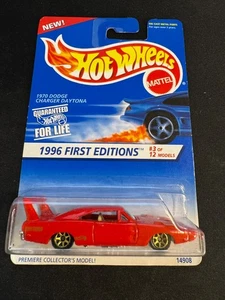 NEW!
Hot Wheels
MATTEL
1970 DODGE
CHARGER DAYTONA
GUARANTEED
FOR LIFE
1996 FIRST EDITIONS™
#3 OF
12 MODELS
PREMIERE COLLECTOR'S MODEL!
14908